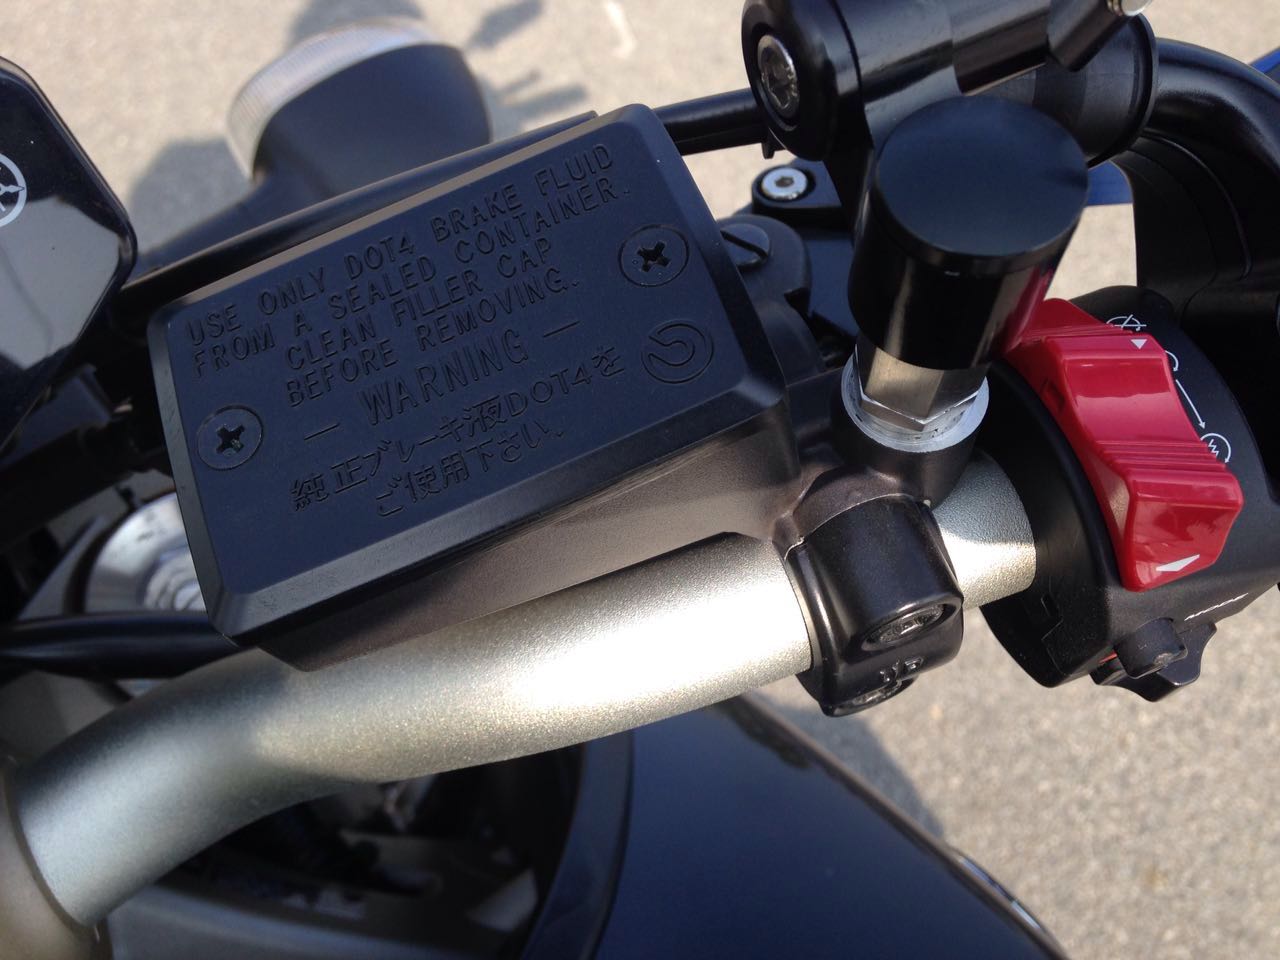 USE ONLY DOT4 BRAKE FLUID
FROM A SEALED CONTAINER.
CLEAN FILLER CAP
BEFORE REMOVING.
— WARNING —
純正ブレーキ液DOT4を
ご使用下さい.
UP